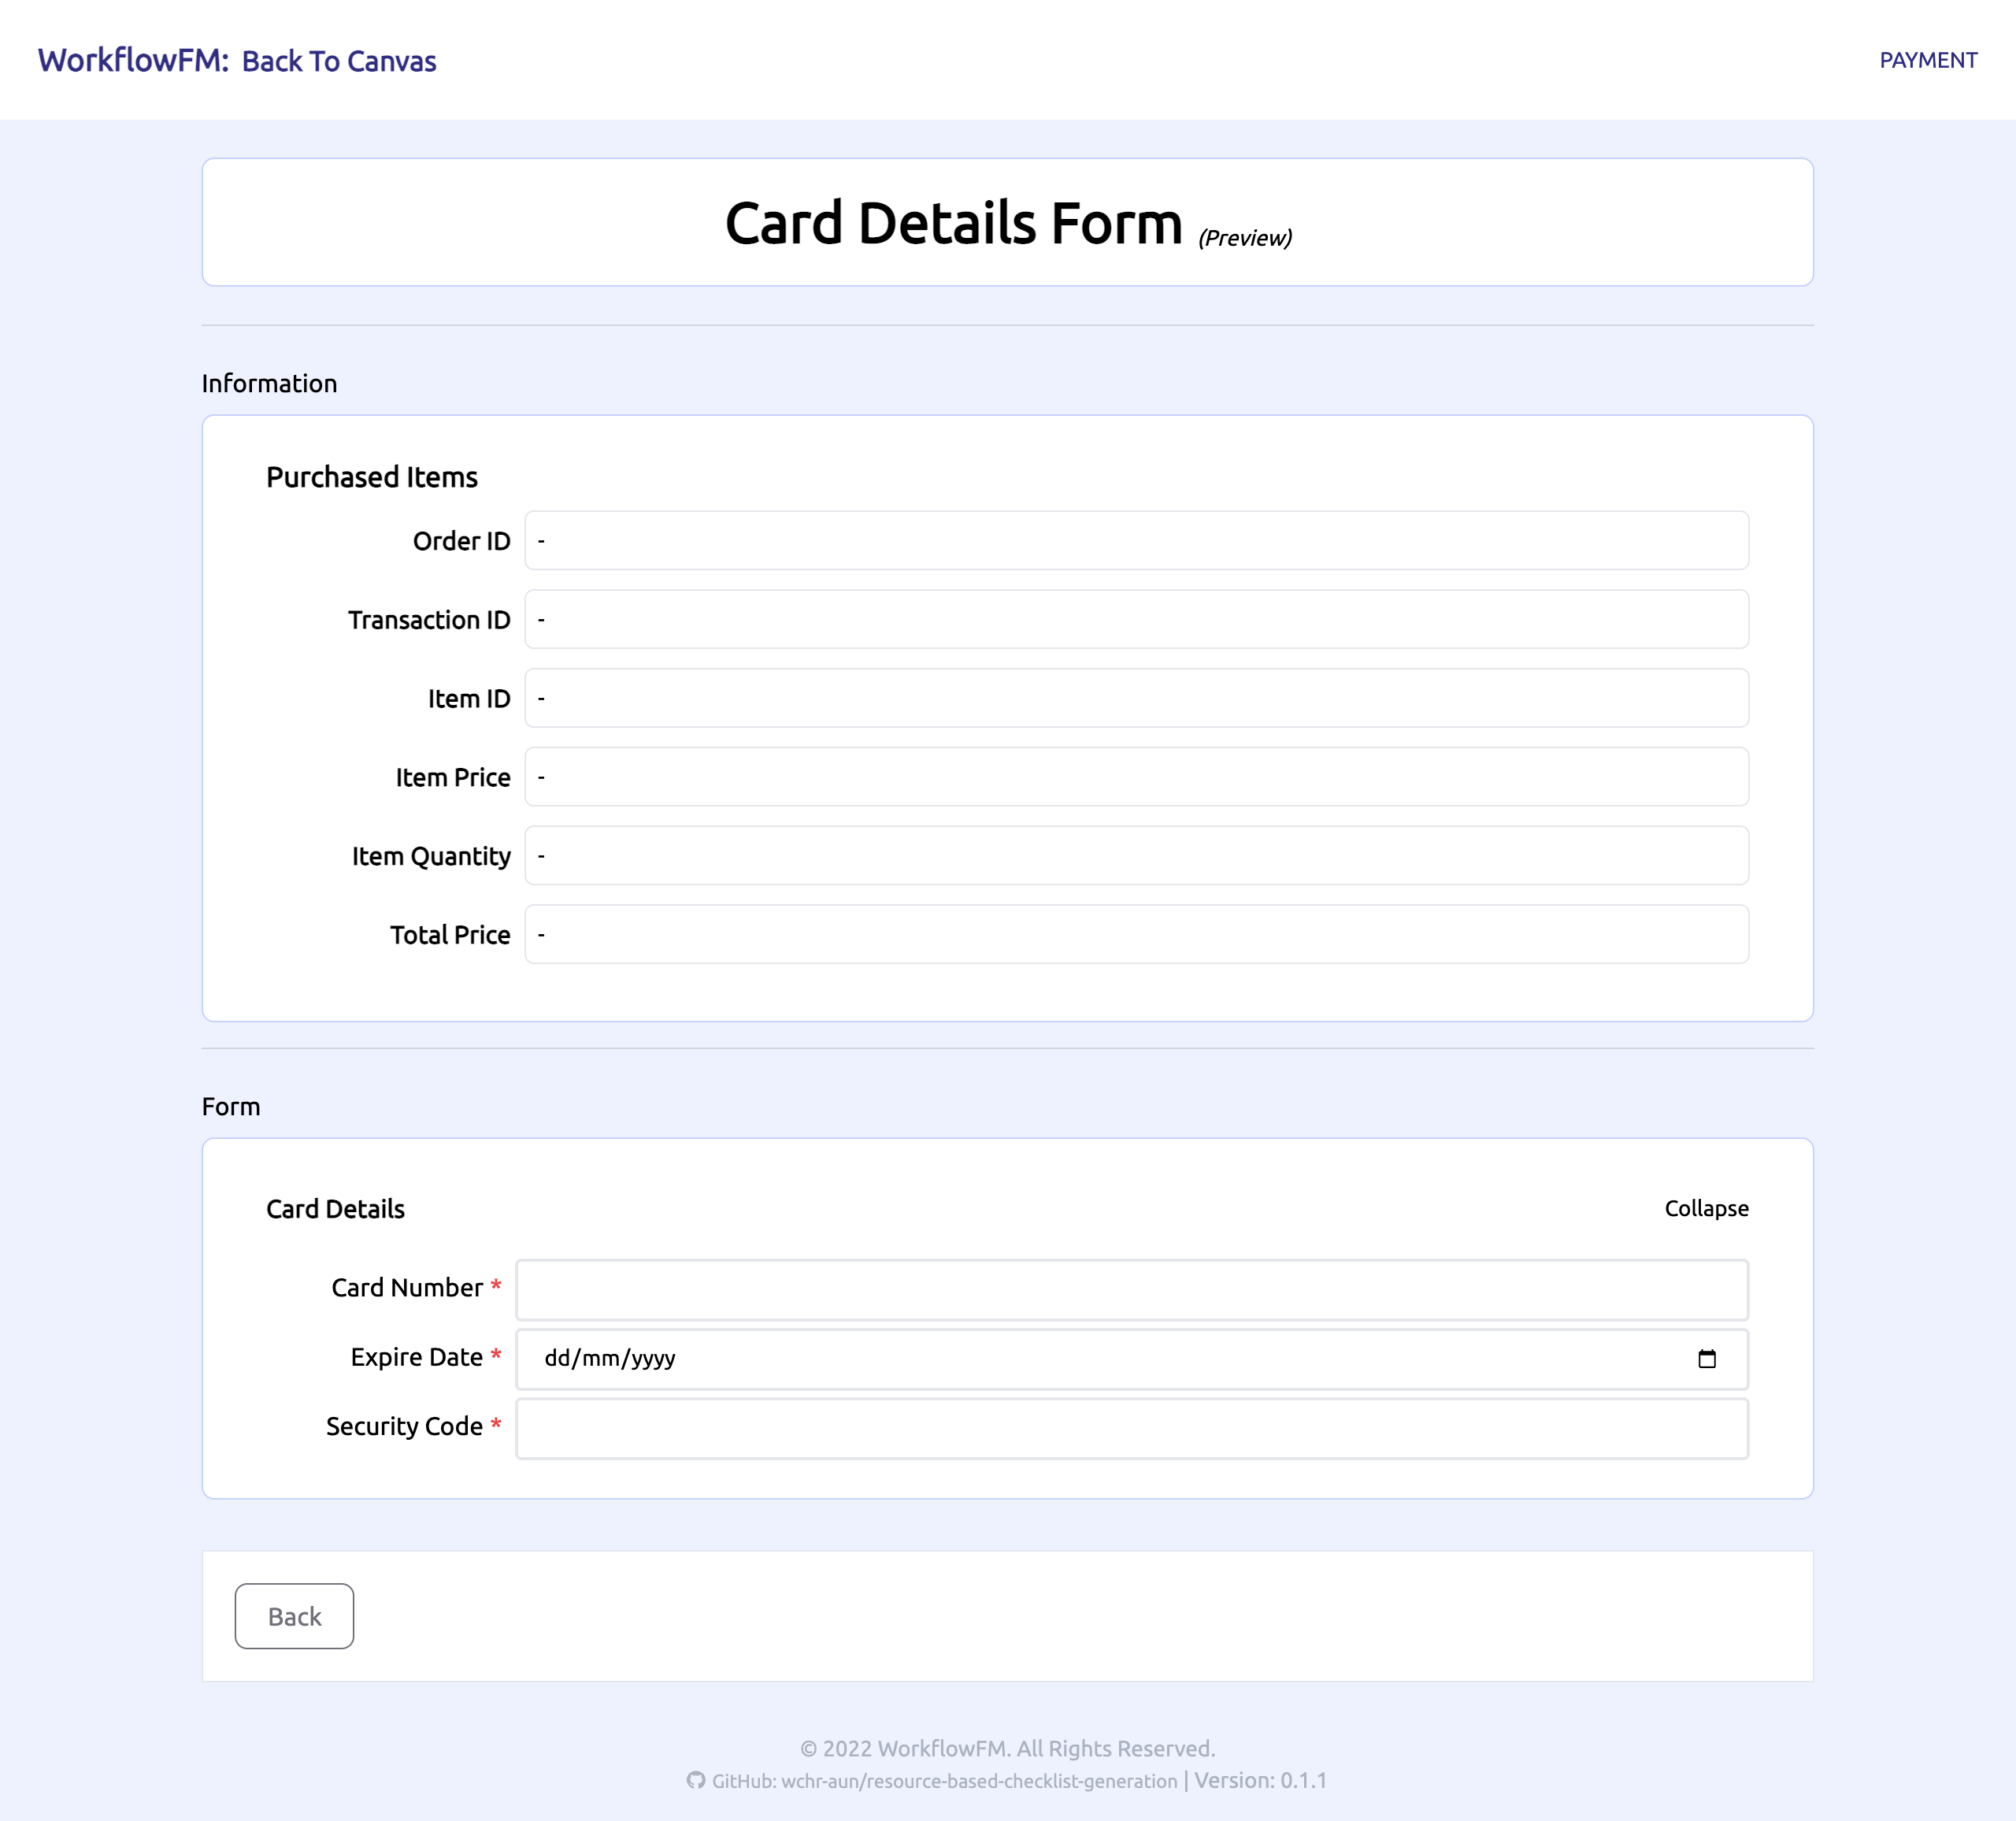 WorkflowFM: Back To Canvas PAYMENT
Card Details Form (Preview)
Information
Purchased Items
Order ID -
Transaction ID -
Item ID -
Item Price -
Item Quantity -
Total Price -
Form
Card Details Collapse
Card Number *
Expire Date * dd/mm/yyyy
Security Code *
Back
© 2022 WorkflowFM. All Rights Reserved.
GitHub: wchr-aun/resource-based-checklist-generation | Version: 0.1.1